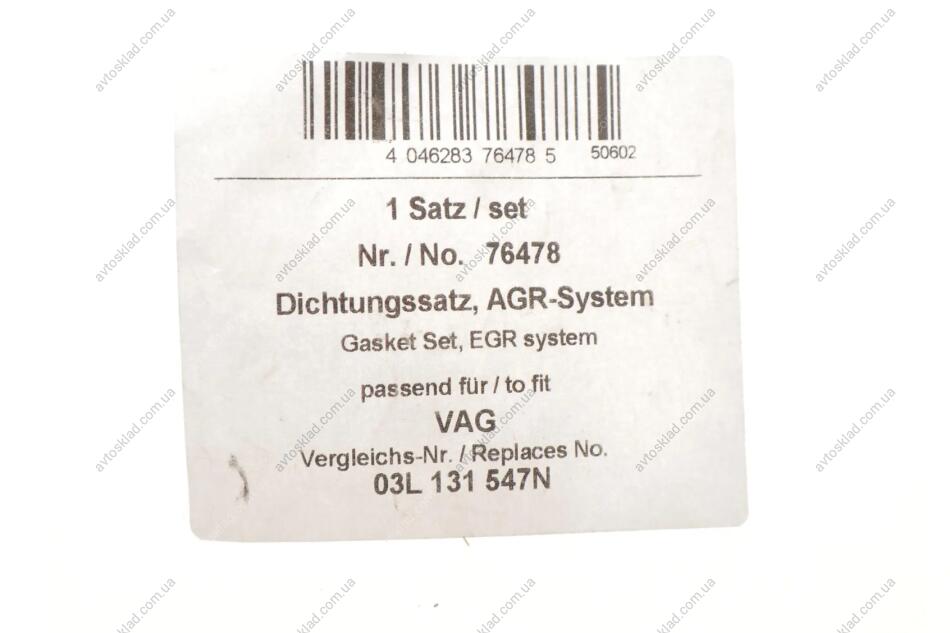 4 046283 76478 5 50602
1 Satz / set
Nr. / No. 76478
Dichtungssatz, AGR-System
Gasket Set, EGR system
passend für / to fit
VAG
Vergleichs-Nr. / Replaces No.
03L 131 547N
avtosklad.com.ua